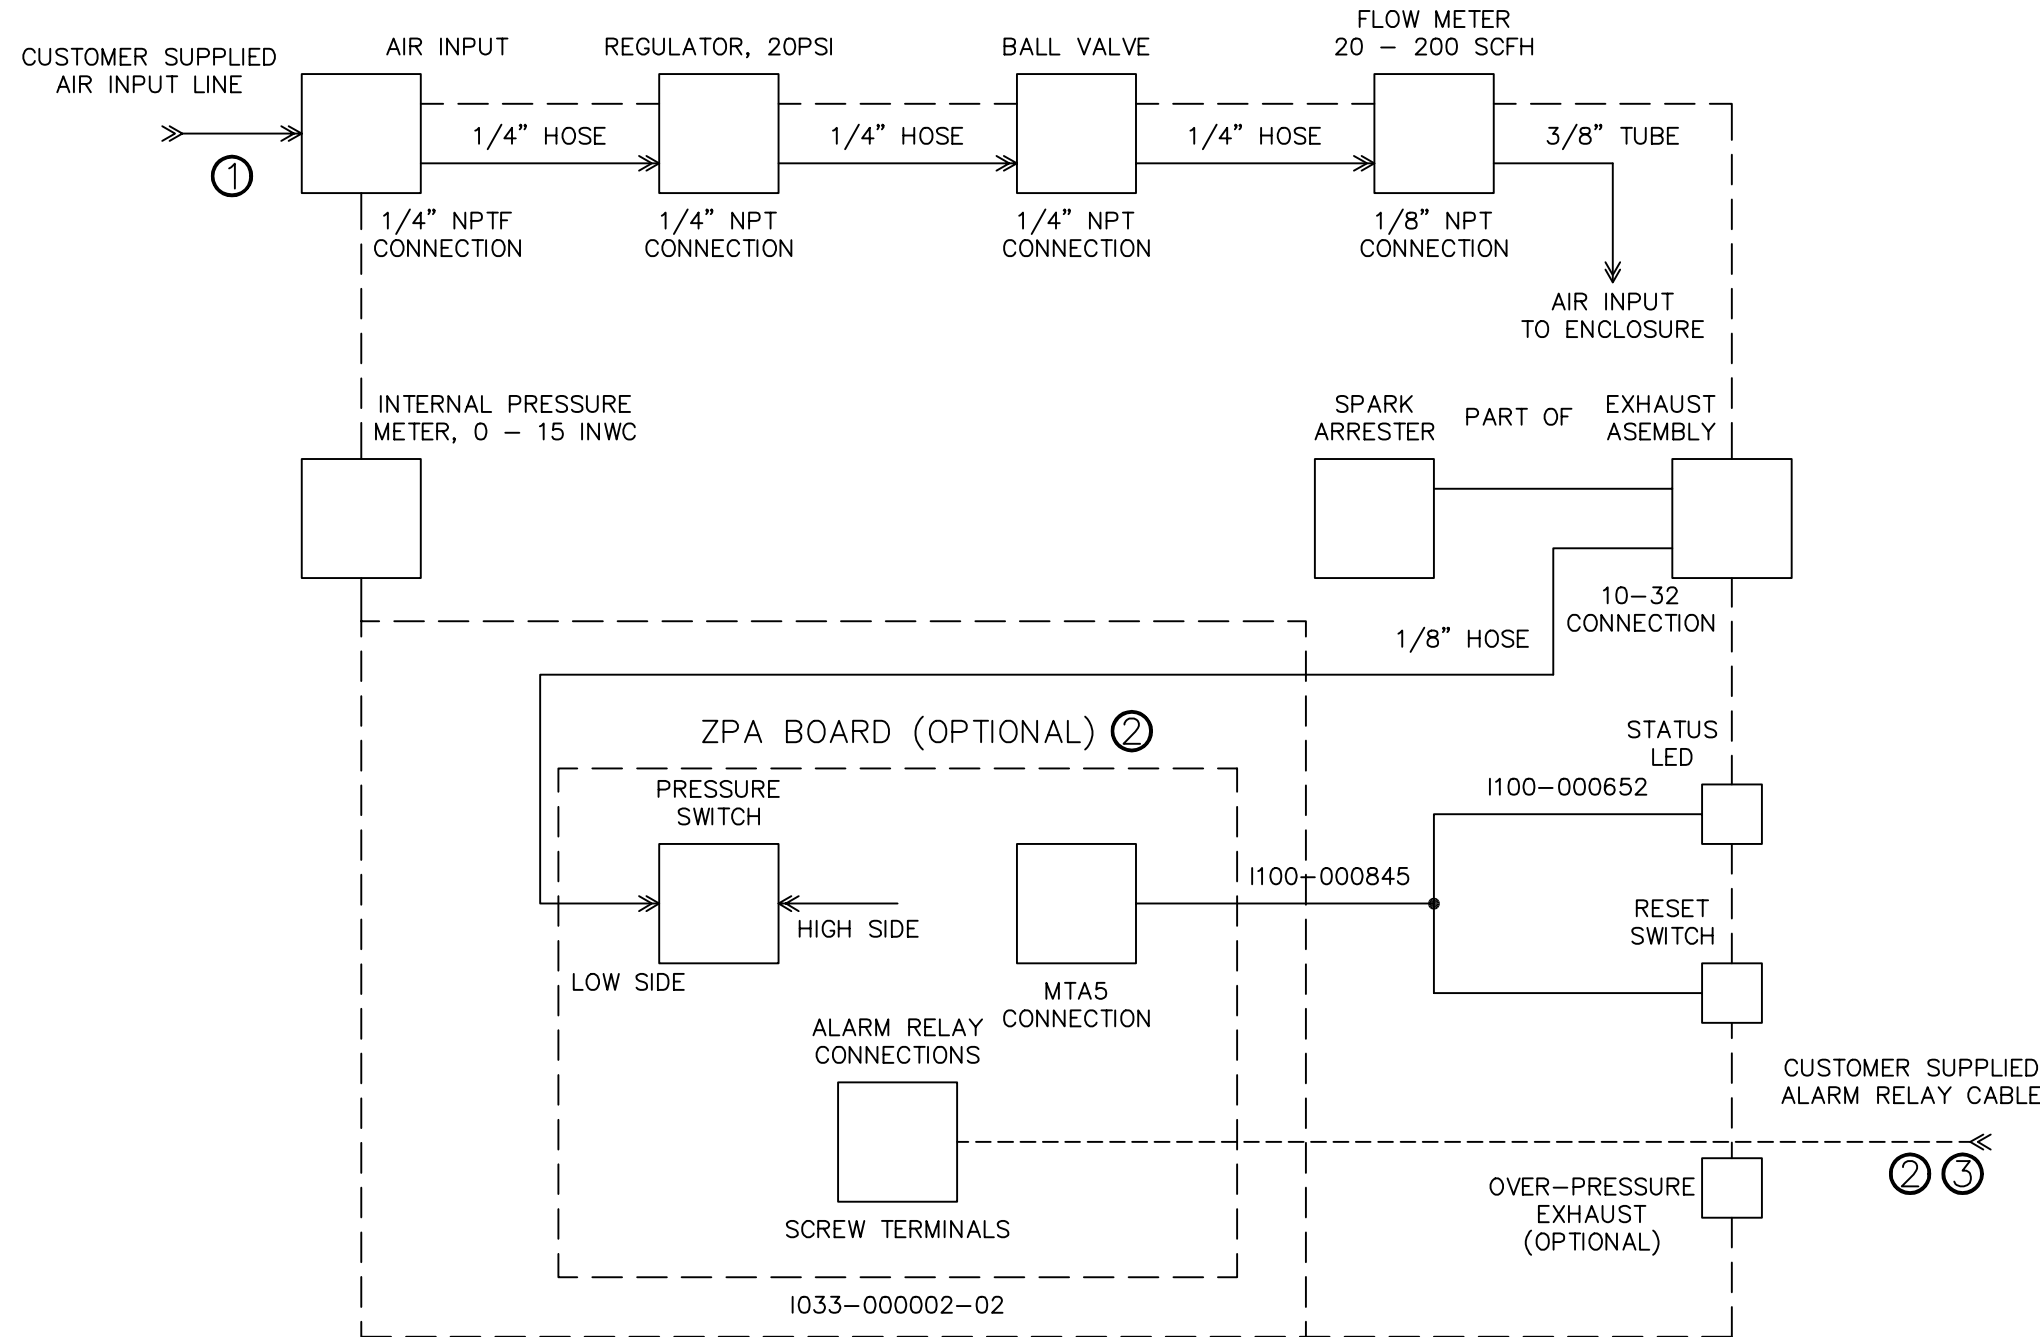 CUSTOMER SUPPLIED
AIR INPUT LINE
1
AIR INPUT
REGULATOR, 20PSI
BALL VALVE
FLOW METER
20 – 200 SCFH
1/4” HOSE
1/4” HOSE
1/4” HOSE
3/8” TUBE
1/4” NPTF
CONNECTION
1/4” NPT
CONNECTION
1/4” NPT
CONNECTION
1/8” NPT
CONNECTION
AIR INPUT
TO ENCLOSURE
INTERNAL PRESSURE
METER, 0 – 15 INWC
SPARK
ARRESTER
PART OF
EXHAUST
ASEMBLY
10–32
CONNECTION
1/8” HOSE
ZPA BOARD (OPTIONAL) 2
STATUS
LED
PRESSURE
SWITCH
I100–000652
I100–000845
HIGH SIDE
LOW SIDE
MTA5
CONNECTION
RESET
SWITCH
ALARM RELAY
CONNECTIONS
SCREW TERMINALS
CUSTOMER SUPPLIED
ALARM RELAY CABLE
2 3
OVER–PRESSURE
EXHAUST
(OPTIONAL)
I033–000002–02